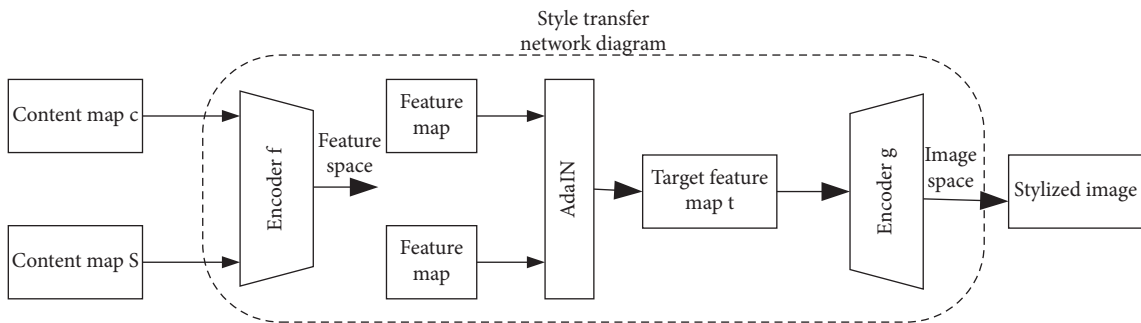 Style transfer
network diagram
Content map c
Content map S
Encoder f
Feature
space
Feature
map
Feature
map
AdaIN
Target feature
map t
Encoder g
Image
space
Stylized image